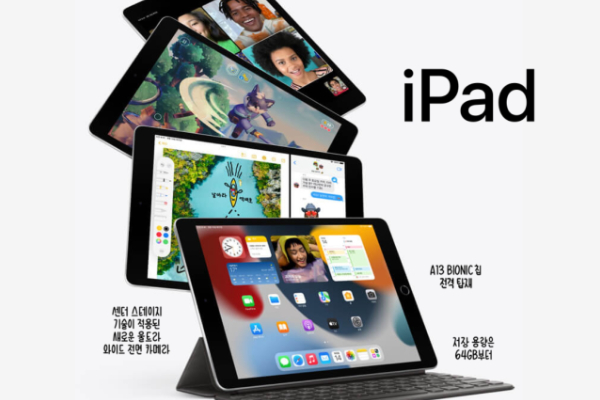 iPad
A13 BIONIC 칩
전격 탑재
센터 스테이지
기술이 적용된
새로운 울트라
와이드 전면 카메라
저장 용량은
64GB부터